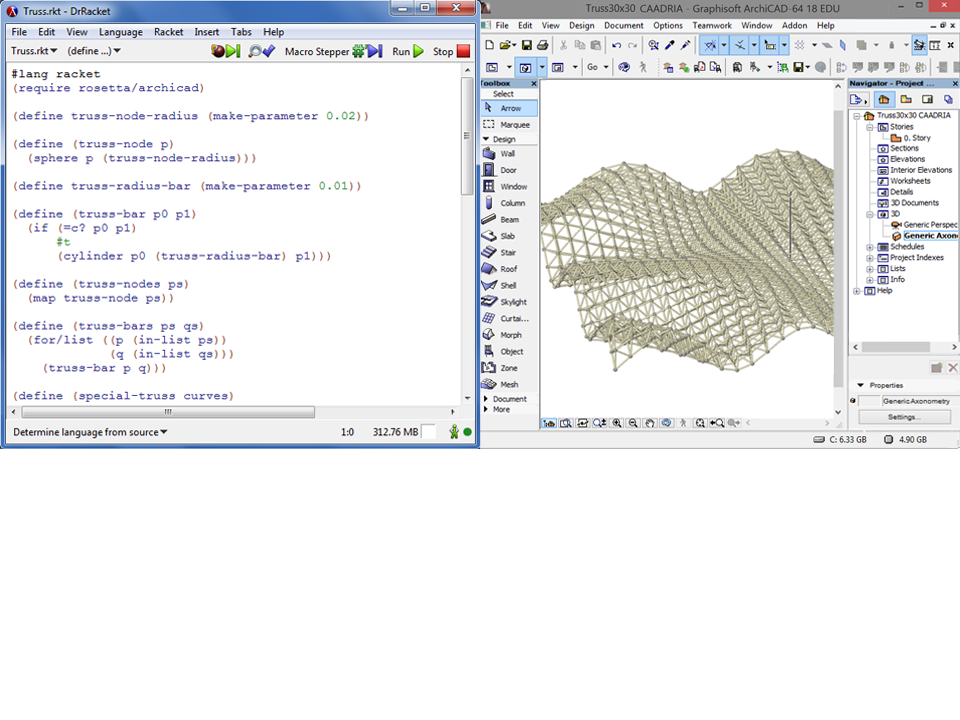 Truss.rkt - DrRacket
File Edit View Language Racket Insert Tabs Help
Truss.rkt (define ...) Macro Stepper Run Stop
#lang racket
(require rosetta/archicad)
(define truss-node-radius (make-parameter 0.02))
(define (truss-node p)
(sphere p (truss-node-radius)))
(define truss-radius-bar (make-parameter 0.01))
(define (truss-bar p0 p1)
(if (=c? p0 p1)
#t
(cylinder p0 (truss-radius-bar) p1)))
(define (truss-nodes ps)
(map truss-node ps))
(define (truss-bars ps qs)
(for/list ((p (in-list ps))
(q (in-list qs)))
(truss-bar p q)))
(define (special-truss curves)
Determine language from source 1:0 312.76 MB
Truss30x30 CAADRIA - Graphisoft ArchiCAD-64 18 EDU
File Edit View Design Document Options Teamwork Window Addon Help
Go
Toolbox
Select
Arrow
Marquee
Design
Wall
Door
Window
Column
Beam
Slab
Stair
Roof
Shell
Skylight
Curtai...
Morph
Object
Zone
Mesh
Document
More
Navigator - Project ...
Truss30x30 CAADRIA
Stories
0. Story
Sections
Elevations
Interior Elevations
Worksheets
Details
3D Documents
3D
Generic Perspec
Generic Axono
Schedules
Project Indexes
Lists
Info
Help
Properties
Generic Axonometry
Settings...
C: 6.33 GB 4.90 GB